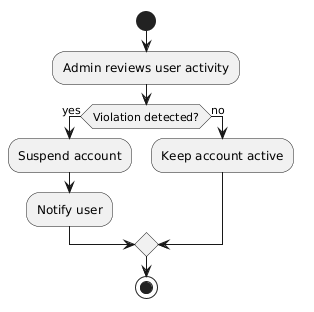 Admin reviews user activity
yes
Violation detected?
no
Suspend account
Keep account active
Notify user